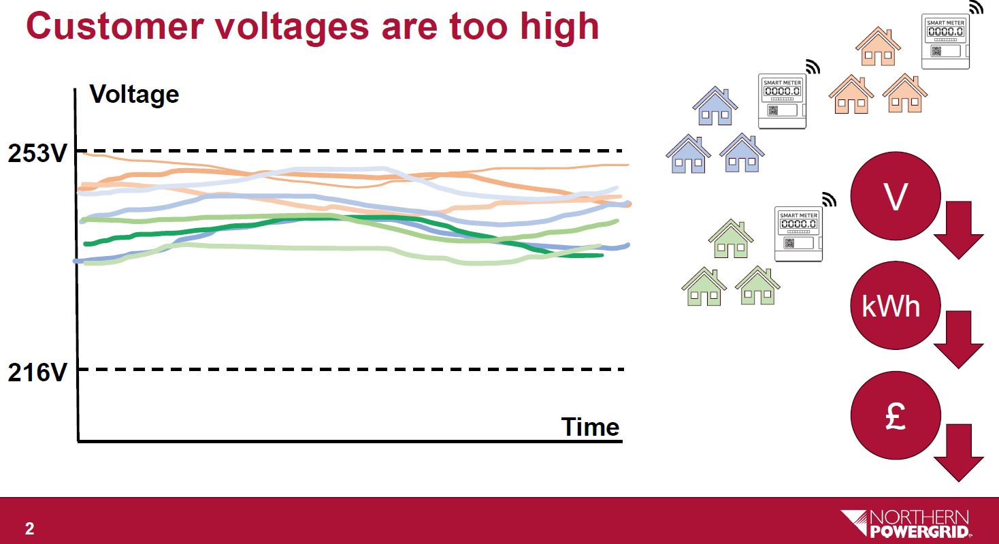 Customer voltages are too high
Voltage
253V
216V
Time
SMART METER
0000.0
SMART METER
0000.0
SMART METER
0000.0
V
kWh
£
2
NORTHERN
POWERGRID